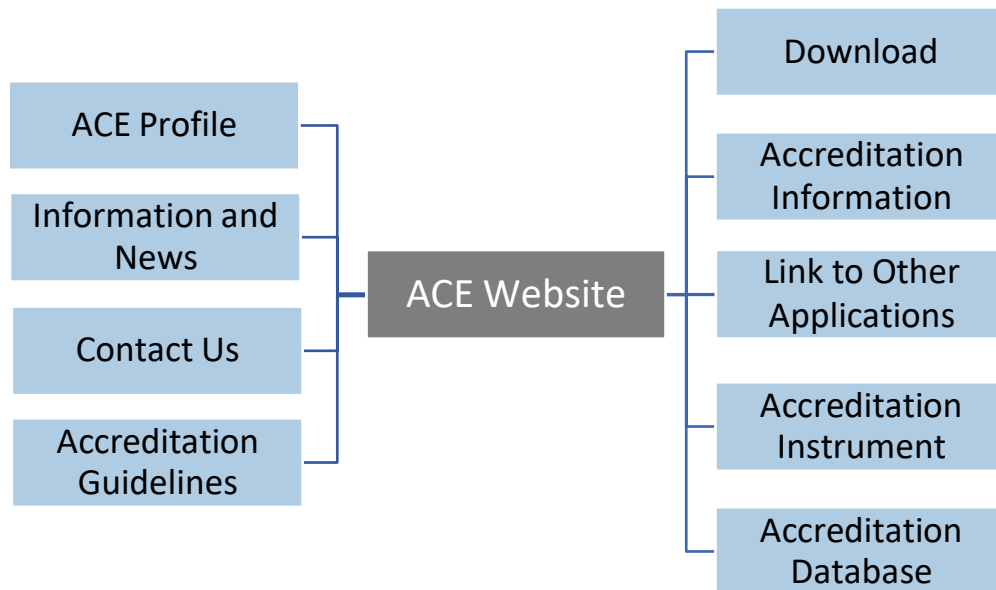 ACE Profile
Information and
News
Contact Us
Accreditation
Guidelines
ACE Website
Download
Accreditation
Information
Link to Other
Applications
Accreditation
Instrument
Accreditation
Database